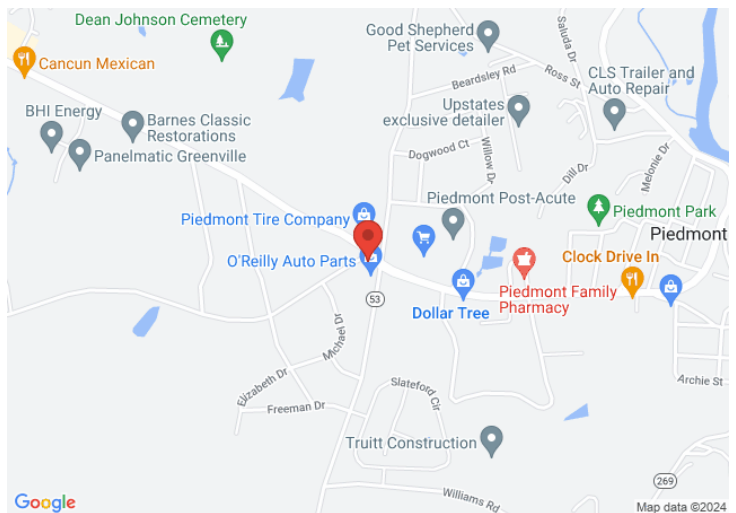 Dean Johnson Cemetery
Good Shepherd
Pet Services
Saluda Dr
Cancun Mexican
Beardsley Rd
Ross St
CLS Trailer and
Auto Repair
BHI Energy
Barnes Classic
Restorations
Upstates
exclusive detailer
Panelmatic Greenville
Dogwood Ct
Willow Dr
Dill Dr
Melonie Dr
Piedmont Post-Acute
Piedmont Tire Company
Piedmont Park
Piedmont
O'Reilly Auto Parts
Clock Drive In
53
Dollar Tree
Piedmont Family
Pharmacy
Michael Dr
Elizabeth Dr
Slateford Cir
Archie St
Freeman Dr
Truitt Construction
269
Williams Rd
Google
Map data ©2024